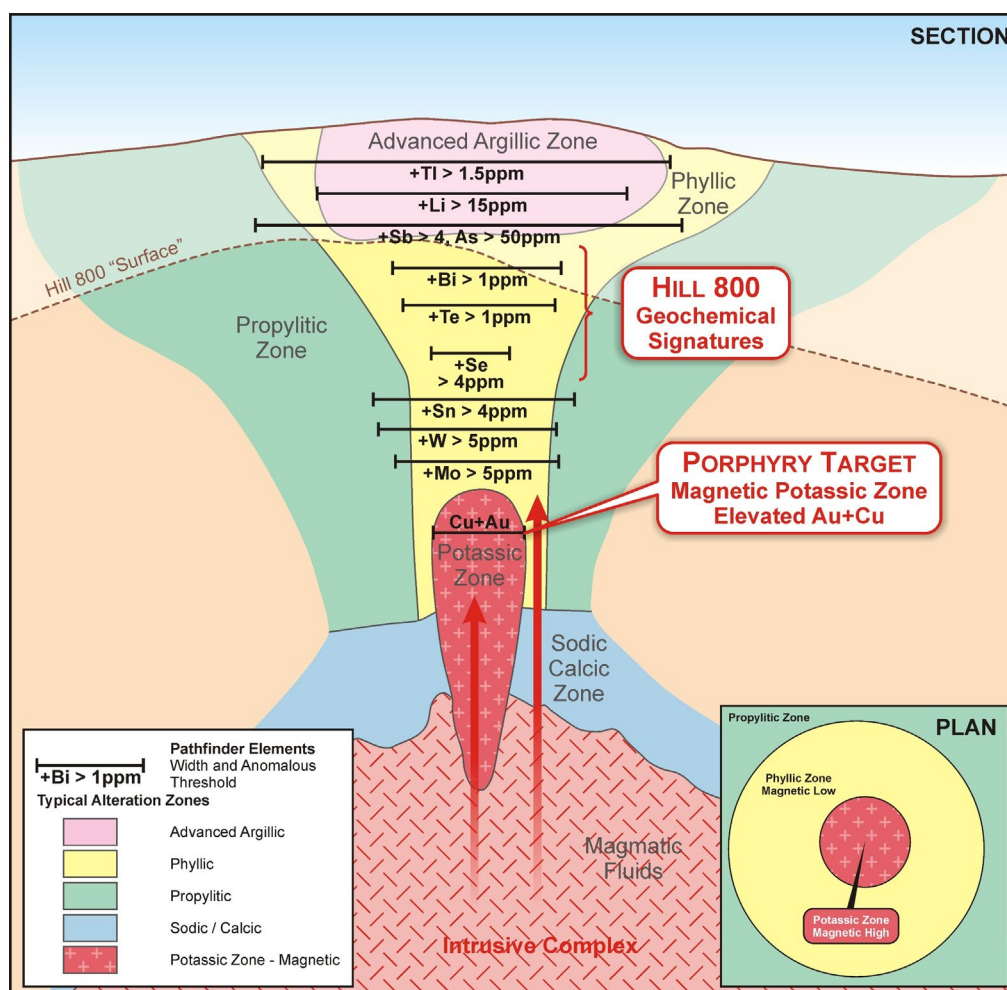 SECTION
Advanced Argillic Zone
+Tl > 1.5ppm
+Li > 15ppm
Phyllic
Zone
+Sb > 4, As > 50ppm
Hill 800 "Surface"
+Bi > 1ppm
+Te > 1ppm
HILL 800
Geochemical
Signatures
Propylitic
Zone
+Se
> 4ppm
+Sn > 4ppm
+W > 5ppm
+Mo > 5ppm
PORPHYRY TARGET
Magnetic Potassic Zone
Elevated Au+Cu
Cu+Au
Potassic
Zone
Sodic
Calcic
Zone
Magmatic
Fluids
Intrusive Complex
Pathfinder Elements
Width and Anomalous
Threshold
+Bi > 1ppm
Typical Alteration Zones
Advanced Argillic
Phyllic
Propylitic
Sodic / Calcic
Potassic Zone - Magnetic
Propylitic Zone
PLAN
Phyllic Zone
Magnetic Low
Potassic Zone
Magnetic High